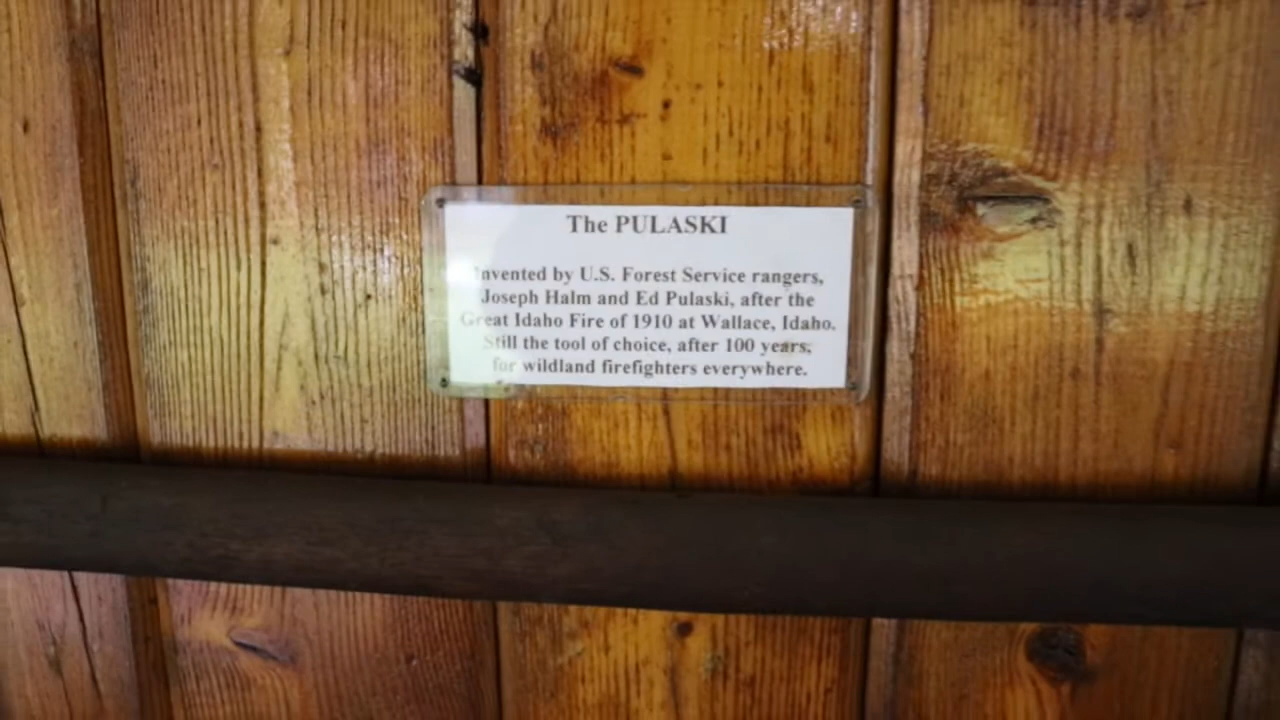 The PULASKI
Invented by U.S. Forest Service rangers,
Joseph Halm and Ed Pulaski, after the
Great Idaho Fire of 1910 at Wallace, Idaho.
Still the tool of choice, after 100 years,
for wildland firefighters everywhere.